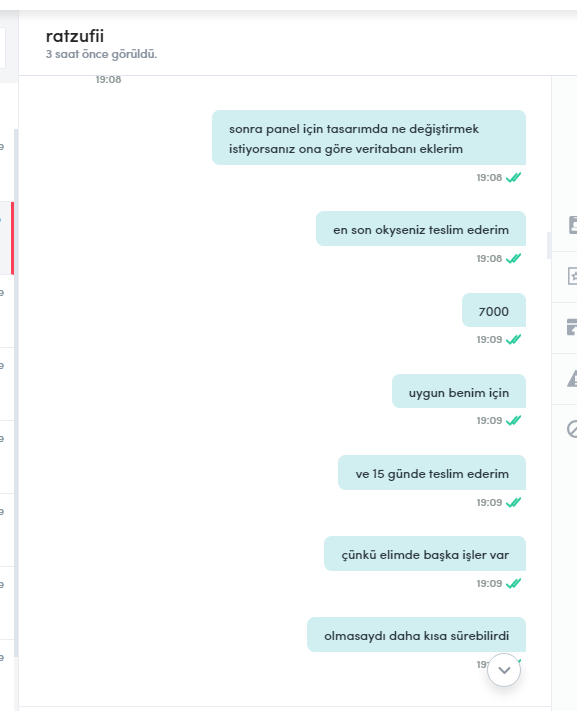 ratzufii
3 saat önce görüldü.
19:08
sonra panel için tasarımda ne değiştirmek
istiyorsanız ona göre veritabanı eklerim
19:08
en son okyseniz teslim ederim
19:08
7000
19:09
uygun benim için
19:09
ve 15 günde teslim ederim
19:09
çünkü elimde başka işler var
19:09
olmasaydı daha kısa sürebilirdi